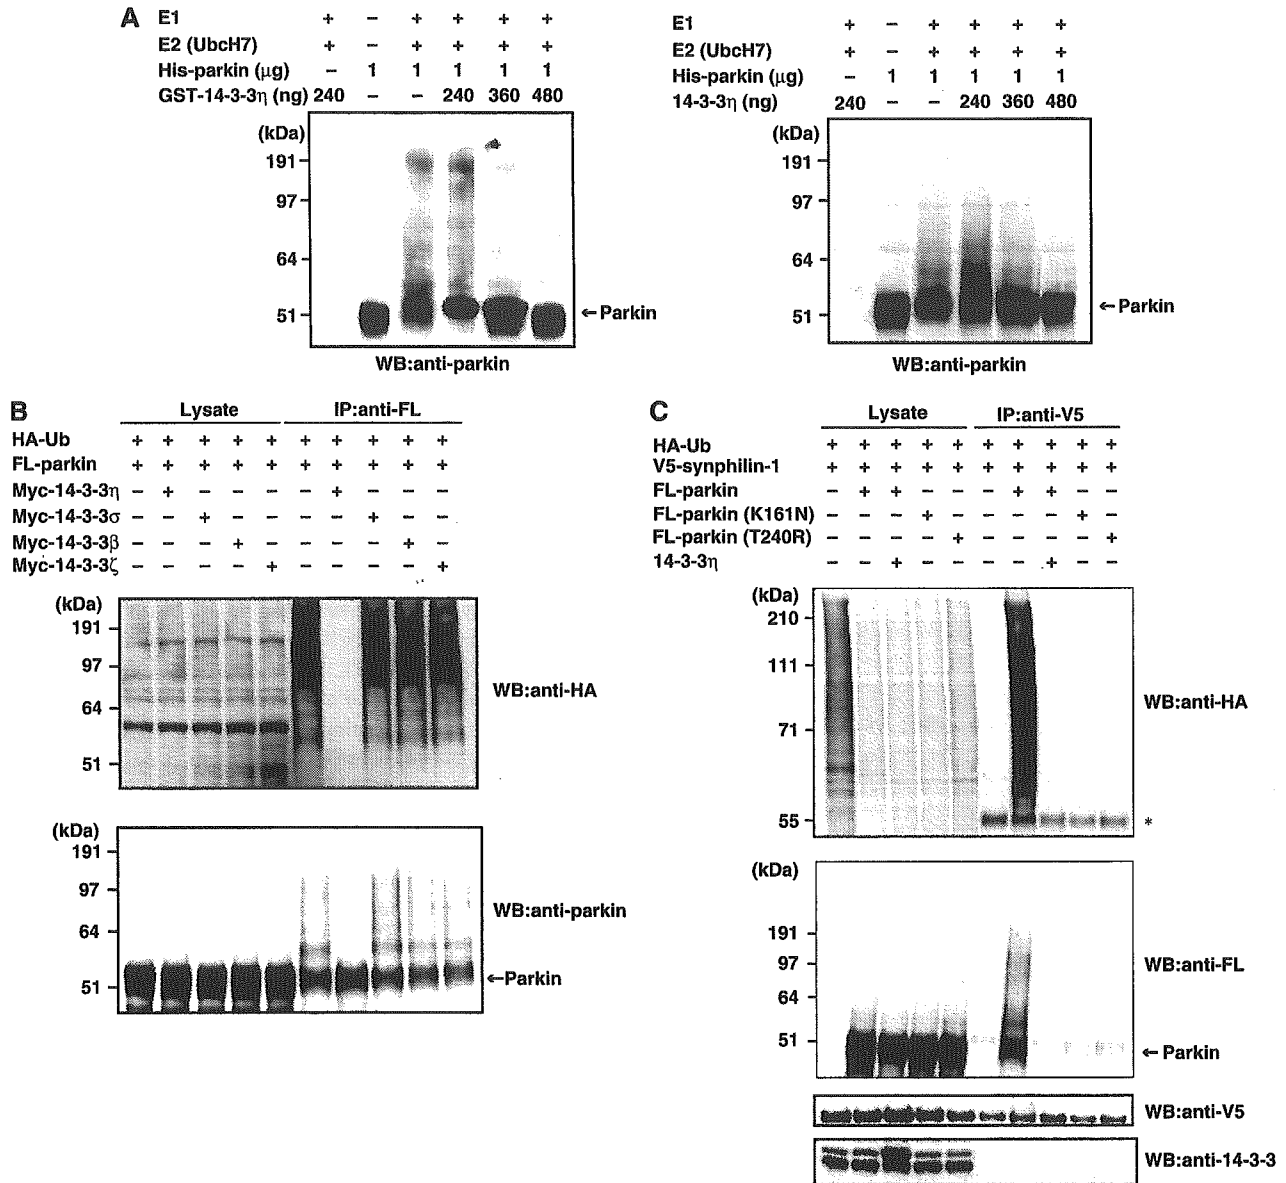 A
E1 + − + + + +
E2 (UbcH7) + − + + + +
His-parkin (µg) − 1 1 1 1 1
GST-14-3-3η (ng) 240 − − 240 360 480
(kDa)
191
97
64
51
←Parkin
WB:anti-parkin
E1 + − + + + +
E2 (UbcH7) + − + + + +
His-parkin (µg) − 1 1 1 1 1
14-3-3η (ng) 240 − − 240 360 480
(kDa)
191
97
64
51
←Parkin
WB:anti-parkin
B
Lysate IP:anti-FL
HA-Ub + + + + + + + + + +
FL-parkin + + + + + + + + + +
Myc-14-3-3η − + − − − − + − − −
Myc-14-3-3σ − − + − − − − + − −
Myc-14-3-3β − − − + − − − − + −
Myc-14-3-3ζ − − − − + − − − − +
(kDa)
191
97
64
51
WB:anti-HA
(kDa)
191
97
64
51
WB:anti-parkin
←Parkin
C
Lysate IP:anti-V5
HA-Ub + + + + + + + + + +
V5-synphilin-1 + + + + + + + + + +
FL-parkin − + + − − − + + − −
FL-parkin (K161N) − − − + − − − − + −
FL-parkin (T240R) − − − − + − − − − +
14-3-3η − − + − − − − + − −
(kDa)
210
111
71
55
WB:anti-HA
*
(kDa)
191
97
64
51
WB:anti-FL
← Parkin
WB:anti-V5
WB:anti-14-3-3